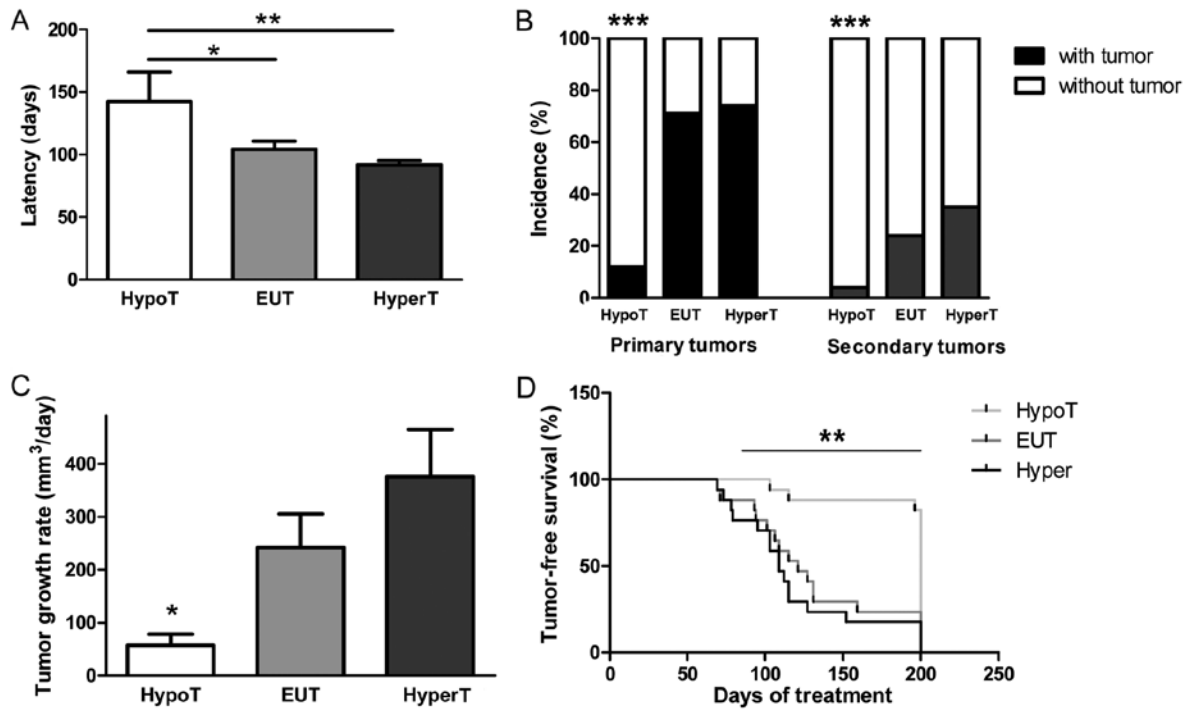 A
Latency (days)
200
150
100
50
0
**
*
HypoT EUT HyperT
B
Incidence (%)
100
80
60
40
20
0
*** ***
HypoT EUT HyperT HypoT EUT HyperT
Primary tumors Secondary tumors
with tumor
without tumor
C
Tumor growth rate (mm³/day)
400
300
200
100
0
*
HypoT EUT HyperT
D
Tumor-free survival (%)
150
100
50
0
**
0 50 100 150 200 250
Days of treatment
HypoT
EUT
Hyper